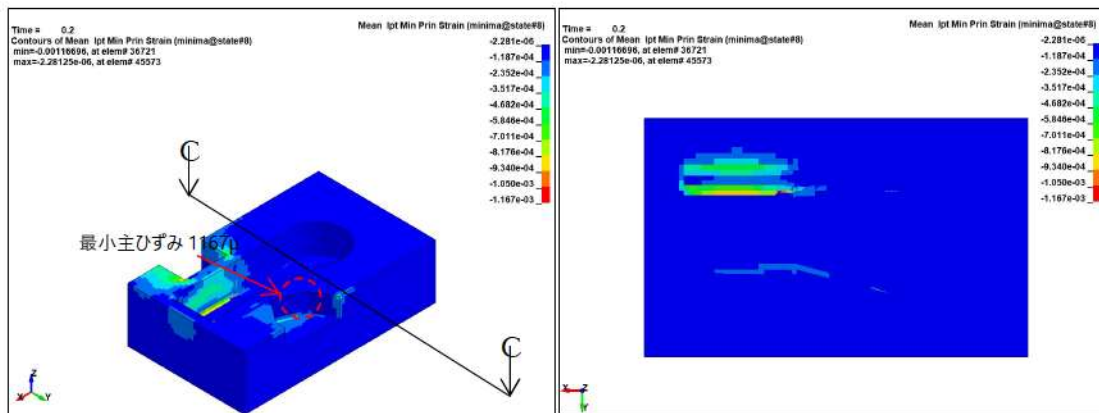 Time = 0.2
Contours of Mean Ipt Min Prin Strain (minima@state#8)
min=-0.00116696, at elem# 36721
max=-2.28125e-06, at elem# 45573
Mean Ipt Min Prin Strain (minima@state#8)
-2.281e-06
-1.187e-04
-2.352e-04
-3.517e-04
-4.682e-04
-5.846e-04
-7.011e-04
-8.176e-04
-9.340e-04
-1.050e-03
-1.167e-03
C
最小主ひずみ 1167μ
C
Z
X
Y
Time = 0.2
Contours of Mean Ipt Min Prin Strain (minima@state#8)
min=-0.00116696, at elem# 36721
max=-2.28125e-06, at elem# 45573
Mean Ipt Min Prin Strain (minima@state#8)
-2.281e-06
-1.187e-04
-2.352e-04
-3.517e-04
-4.682e-04
-5.846e-04
-7.011e-04
-8.176e-04
-9.340e-04
-1.050e-03
-1.167e-03
X
Z
Y